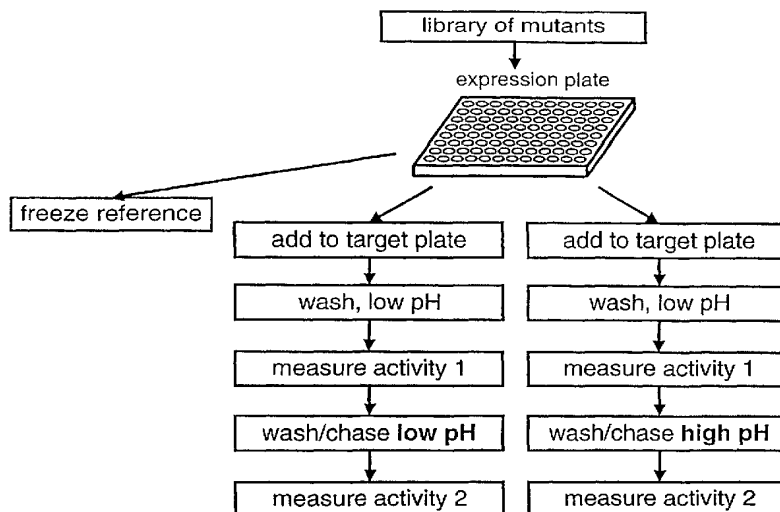 library of mutants
expression plate
freeze reference
add to target plate
add to target plate
wash, low pH
wash, low pH
measure activity 1
measure activity 1
wash/chase low pH
wash/chase high pH
measure activity 2
measure activity 2